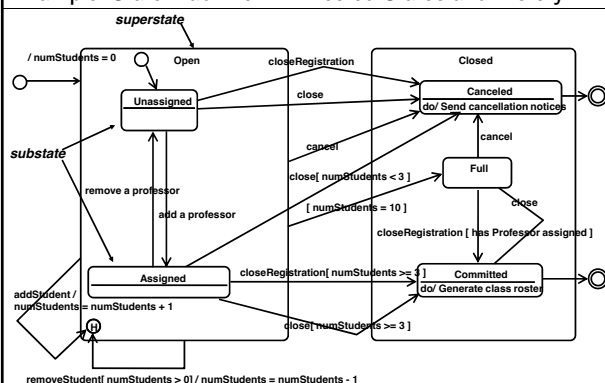 superstate
/ numStudents = 0
Open
closeRegistration
Closed
Unassigned
close
Canceled
do/ Send cancellation notices
substate
cancel
cancel
close[ numStudents < 3 ]
Full
remove a professor
add a professor
[ numStudents = 10 ]
close
closeRegistration [ has Professor assigned ]
Assigned
closeRegistration[ numStudents >= 3 ]
Committed
do/ Generate class roster
addStudent /
numStudents = numStudents + 1
H
close[ numStudents >= 3 ]
removeStudent[ numStudents > 0] / numStudents = numStudents - 1